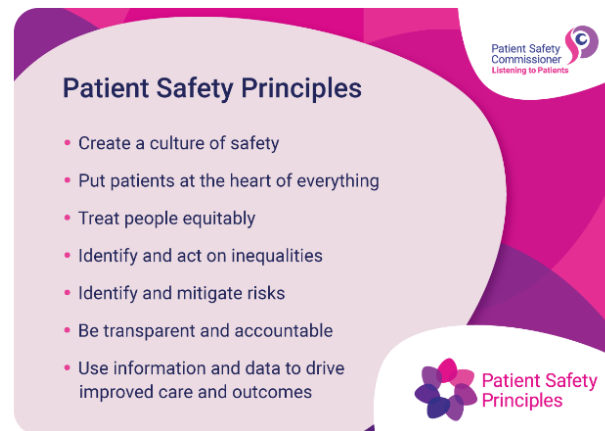 Patient Safety
Commissioner
Listening to Patients
Patient Safety Principles
• Create a culture of safety
• Put patients at the heart of everything
• Treat people equitably
• Identify and act on inequalities
• Identify and mitigate risks
• Be transparent and accountable
• Use information and data to drive
improved care and outcomes
Patient Safety
Principles